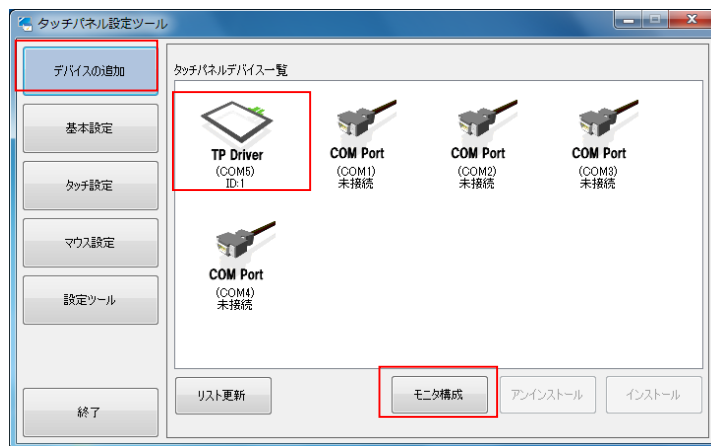 タッチパネル設定ツール
デバイスの追加
基本設定
タッチ設定
マウス設定
設定ツール
終了
タッチパネルデバイス一覧
TP Driver
(COM5)
ID:1
COM Port
(COM1)
未接続
COM Port
(COM2)
未接続
COM Port
(COM3)
未接続
COM Port
(COM4)
未接続
リスト更新
モニタ構成
アンインストール
インストール